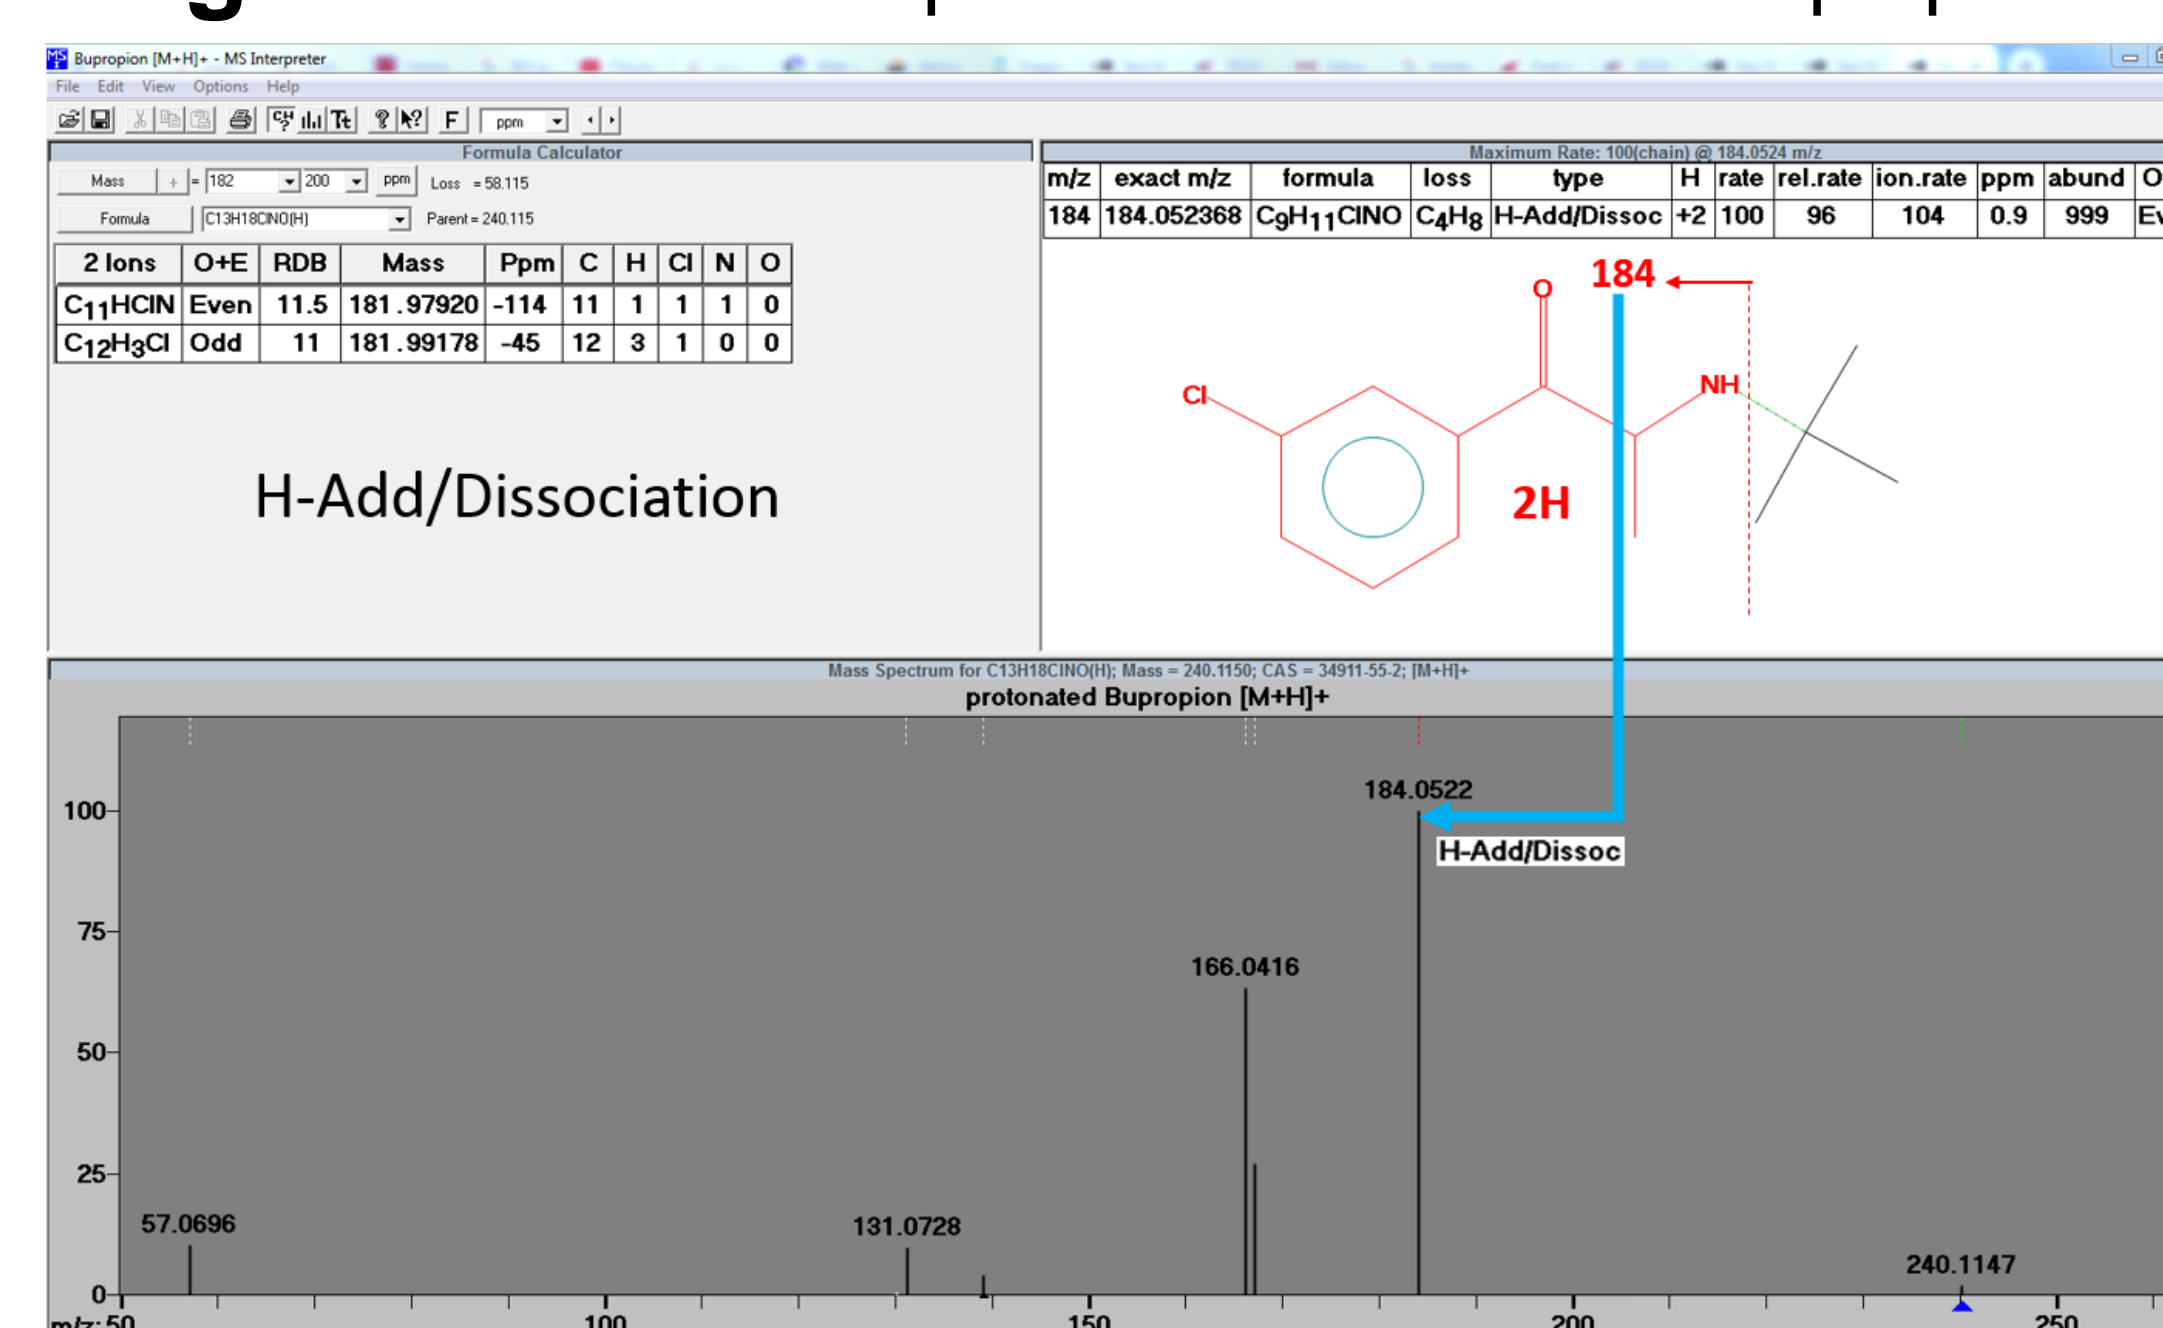 Bupropion [M+H]+ - MS Interpreter
File Edit View Options Help
F ppm
Formula Calculator
Mass + = 182 200 ppm Loss = 58.115
Formula C13H18ClNO(H) Parent = 240.115
2 Ions O+E RDB Mass Ppm C H Cl N O
C11HClN Even 11.5 181.97920 -114 11 1 1 1 0
C12H3Cl Odd 11 181.99178 -45 12 3 1 0 0
H-Add/Dissociation
Maximum Rate: 100(chain) @ 184.0524 m/z
m/z exact m/z formula loss type H rate rel.rate ion.rate ppm abund
184 184.052368 C9H11ClNO C4H8 H-Add/Dissoc +2 100 96 104 0.9 999
184
O
Cl
NH
2H
Mass Spectrum for C13H18ClNO(H); Mass = 240.1150; CAS = 34911-55-2; [M+H]+
protonated Bupropion [M+H]+
184.0522
100
H-Add/Dissoc
75
166.0416
50
25
57.0696
131.0728
240.1147
0
m/z: 50 100 150 200 250